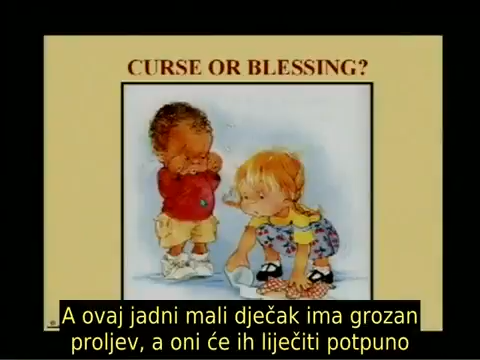 CURSE OR BLESSING?
A ovaj jadni mali dječak ima grozan
proljev, a oni će ih liječiti potpuno